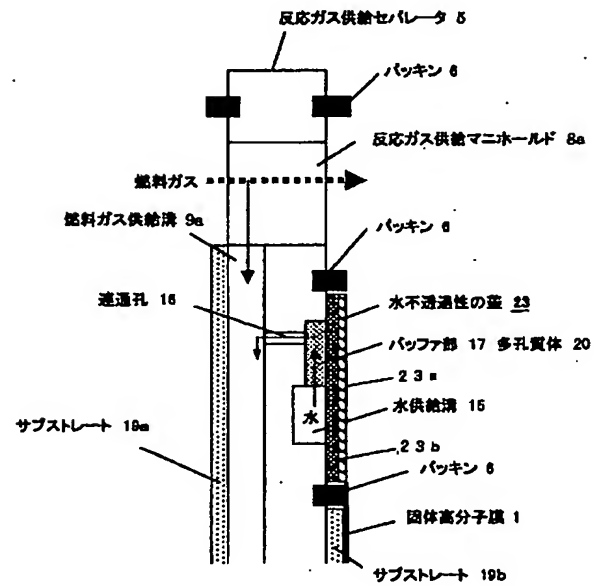 反応ガス供給セパレータ 5
パッキン 6
反応ガス供給マニホールド 8a
燃料ガス
燃料ガス供給溝 9a
パッキン 6
連通孔 16
水不透過性の蓋 23
バッファ部 17 多孔質体 20
23a
水
水供給溝 15
サブストレート 19a
23b
パッキン 6
固体高分子膜 1
サブストレート 19b